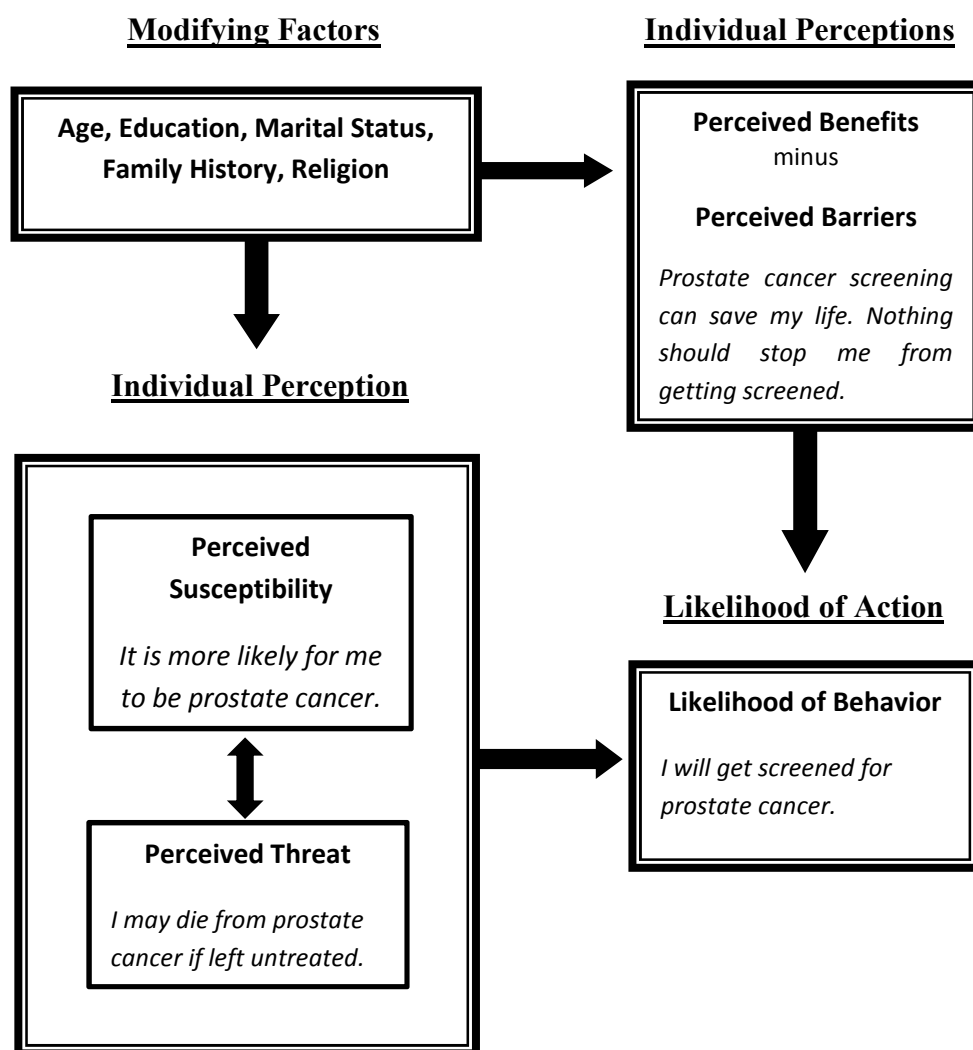 Modifying Factors
Age, Education, Marital Status,
Family History, Religion
Individual Perceptions
Perceived Benefits
minus
Perceived Barriers
Prostate cancer screening
can save my life. Nothing
should stop me from
getting screened.
Individual Perception
Perceived
Susceptibility
It is more likely for me
to be prostate cancer.
Perceived Threat
I may die from prostate
cancer if left untreated.
Likelihood of Action
Likelihood of Behavior
I will get screened for
prostate cancer.